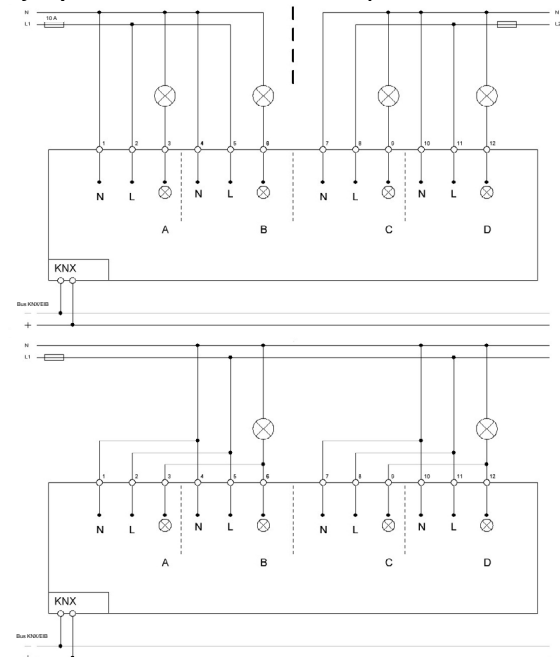 N N
10 A
L1 L2
1 2 3 4 5 6 7 8 9 10 11 12
N L N L N L N L
A B C D
KNX
Bus KNX/EIB
+
N
L1
1 2 3 4 5 6 7 8 9 10 11 12
N L N L N L N L
A B C D
KNX
Bus KNX/EIB
+